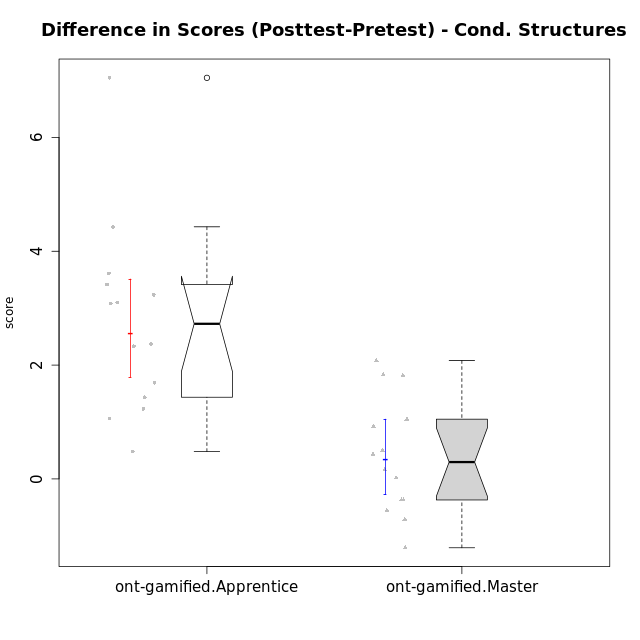 Difference in Scores (Posttest-Pretest) - Cond. Structures
6
4
2
0
score
ont-gamified.Apprentice
ont-gamified.Master